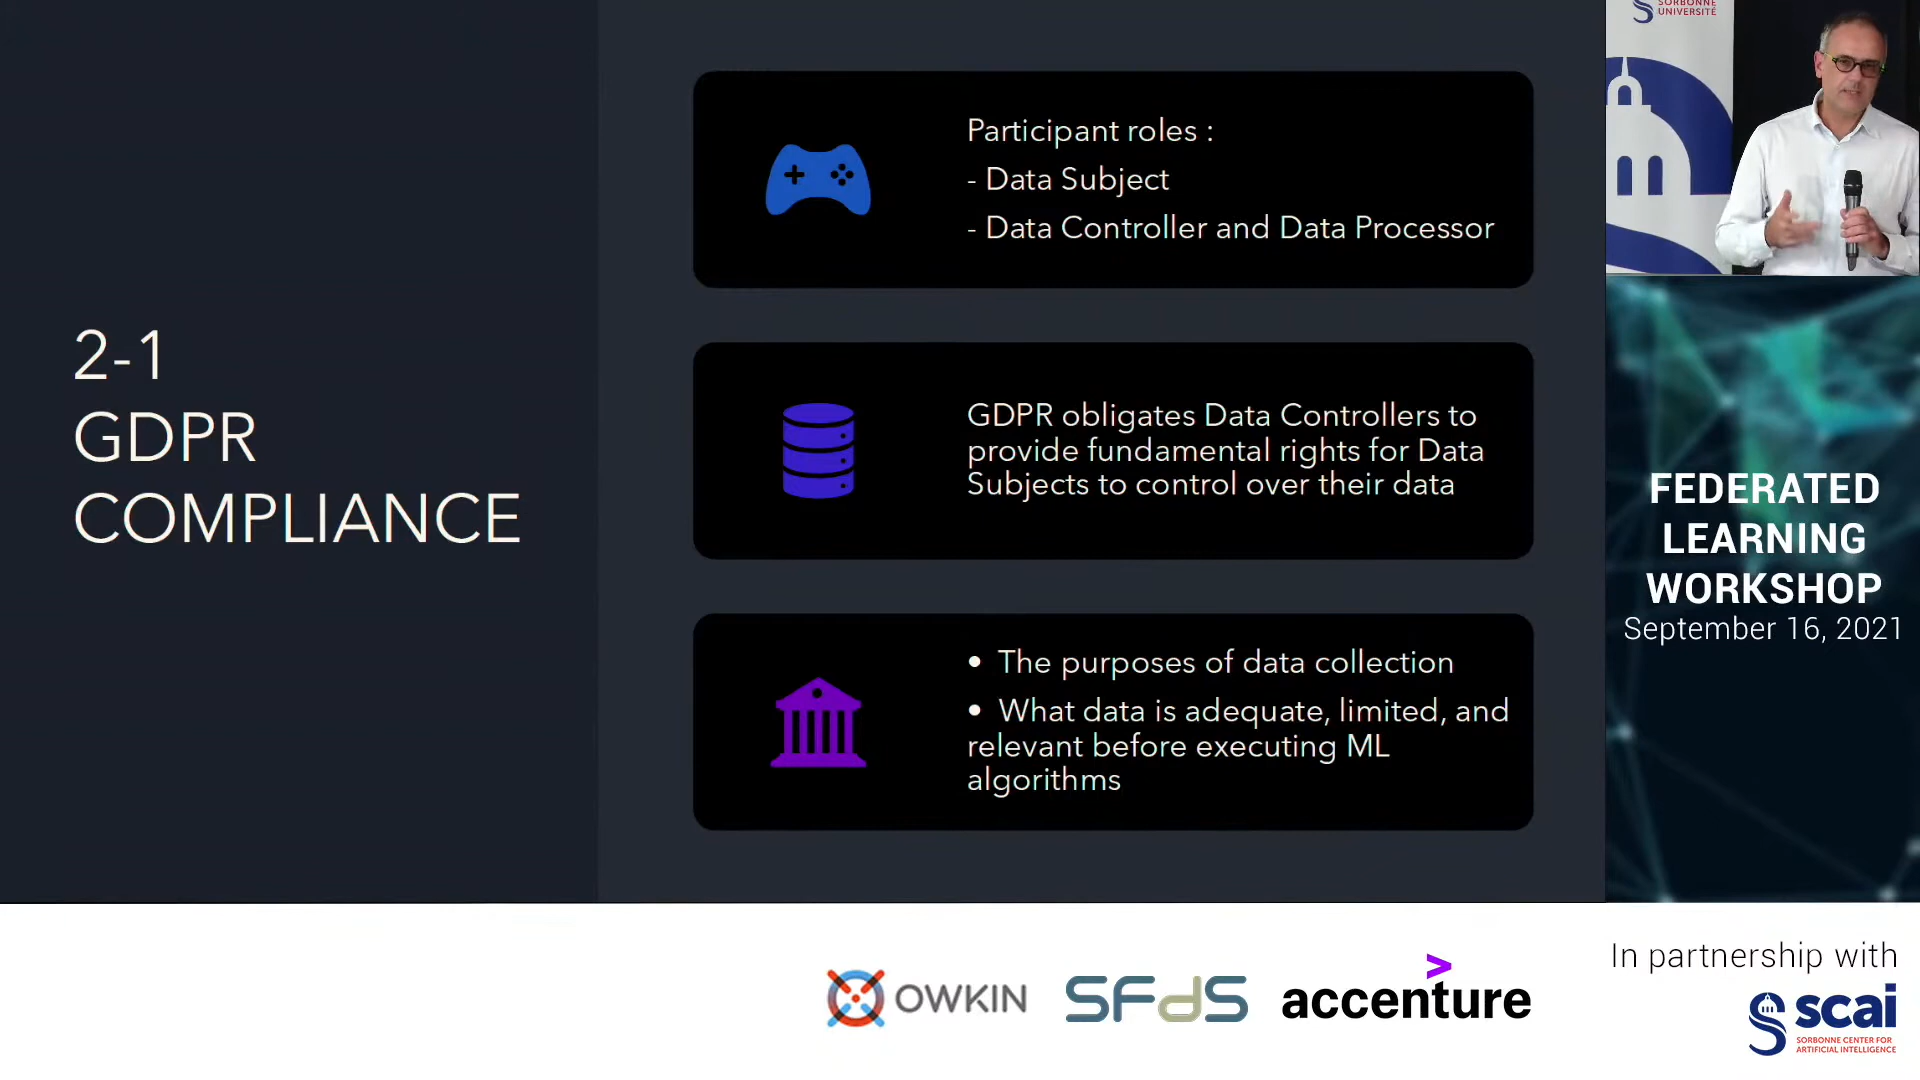 2-1
GDPR
COMPLIANCE
Participant roles :
- Data Subject
- Data Controller and Data Processor
GDPR obligates Data Controllers to
provide fundamental rights for Data
Subjects to control over their data
• The purposes of data collection
• What data is adequate, limited, and
relevant before executing ML
algorithms
SORBONNE
UNIVERSITÉ
FEDERATED
LEARNING
WORKSHOP
September 16, 2021
OWKIN
SFdS
accenture
In partnership with
scai
SORBONNE CENTER FOR
ARTIFICIAL INTELLIGENCE